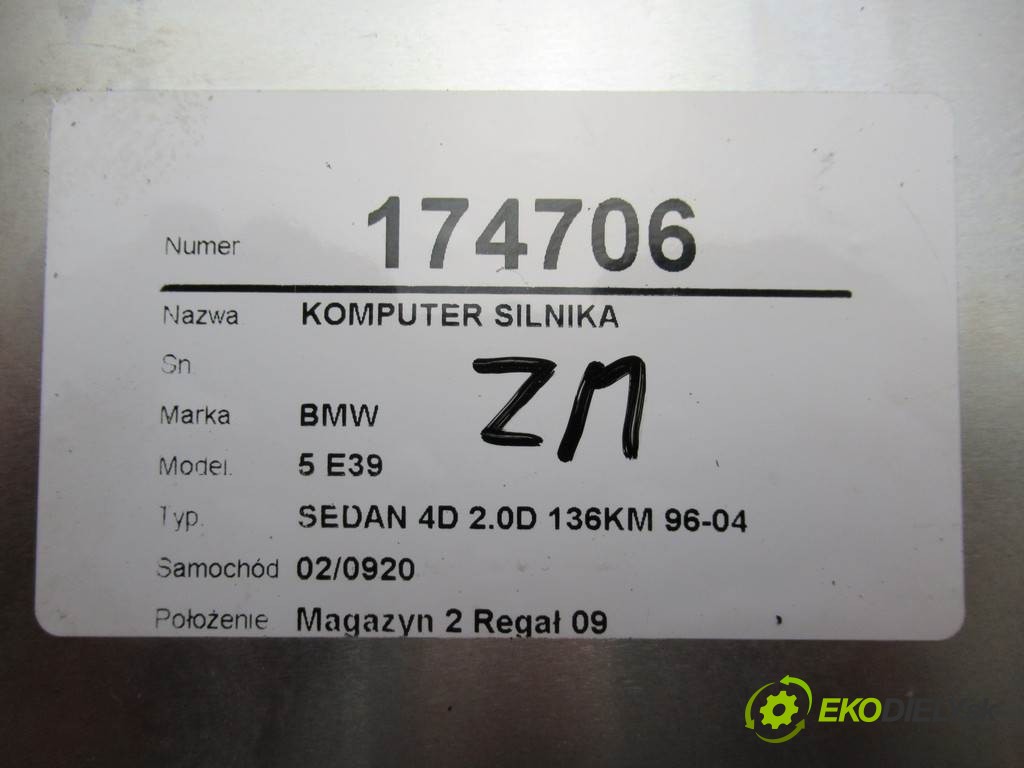 Numer 174706
Nazwa KOMPUTER SILNIKA
Sn
ZM
Marka BMW
Model. 5 E39
Typ. SEDAN 4D 2.0D 136KM 96-04
Samochód 02/0920
Położenie Magazyn 2 Regał 09